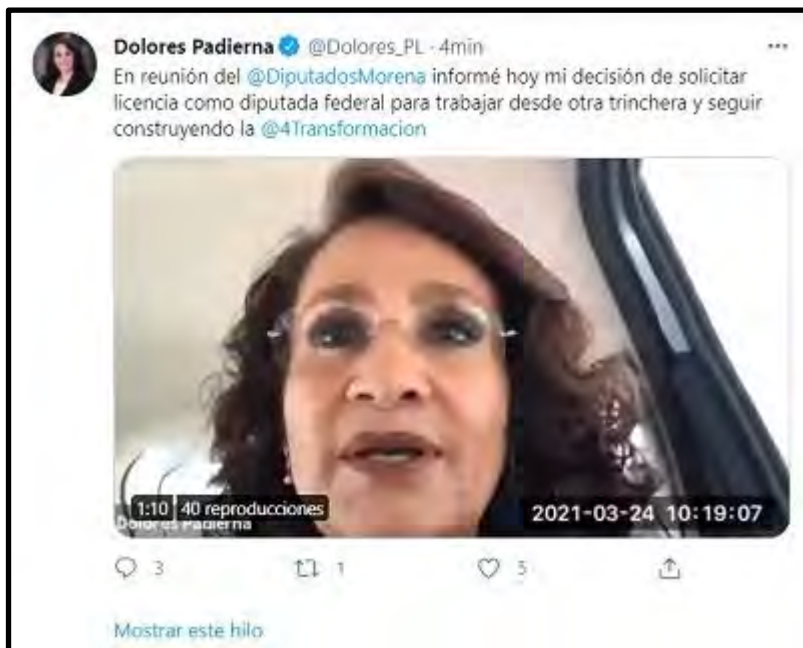 Dolores Padierna @Dolores_PL · 4min
En reunión del @DiputadosMorena informé hoy mi decisión de solicitar
licencia como diputada federal para trabajar desde otra trinchera y seguir
construyendo la @4Transformacion
1:10 40 reproducciones
Dolores Padierna
2021-03-24 10:19:07
3 1 5
Mostrar este hilo